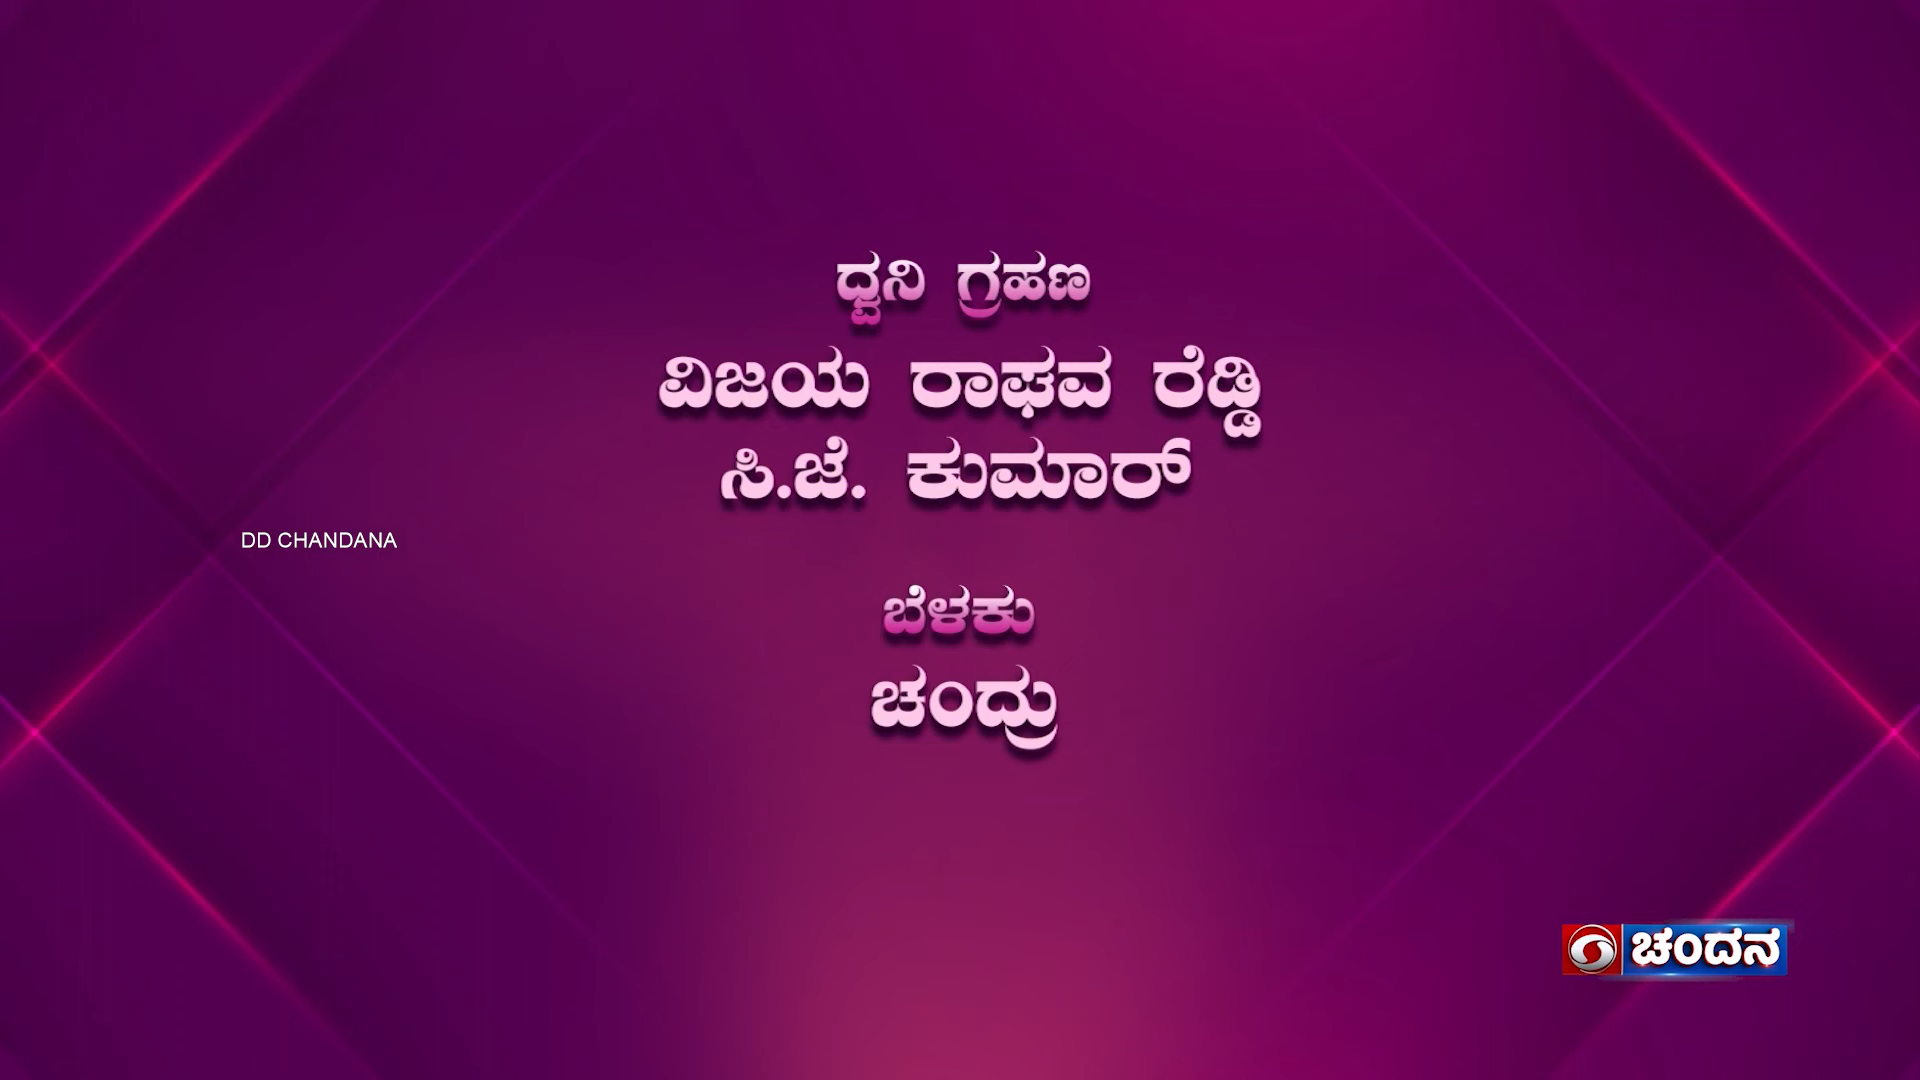 ಧ್ವನಿ ಗ್ರಹಣ
ವಿಜಯ ರಾಘವ ರೆಡ್ಡಿ
ಸಿ.ಜೆ. ಕುಮಾರ್
DD CHANDANA
ಬೆಳಕು
ಚಂದ್ರು
ಚಂದನ